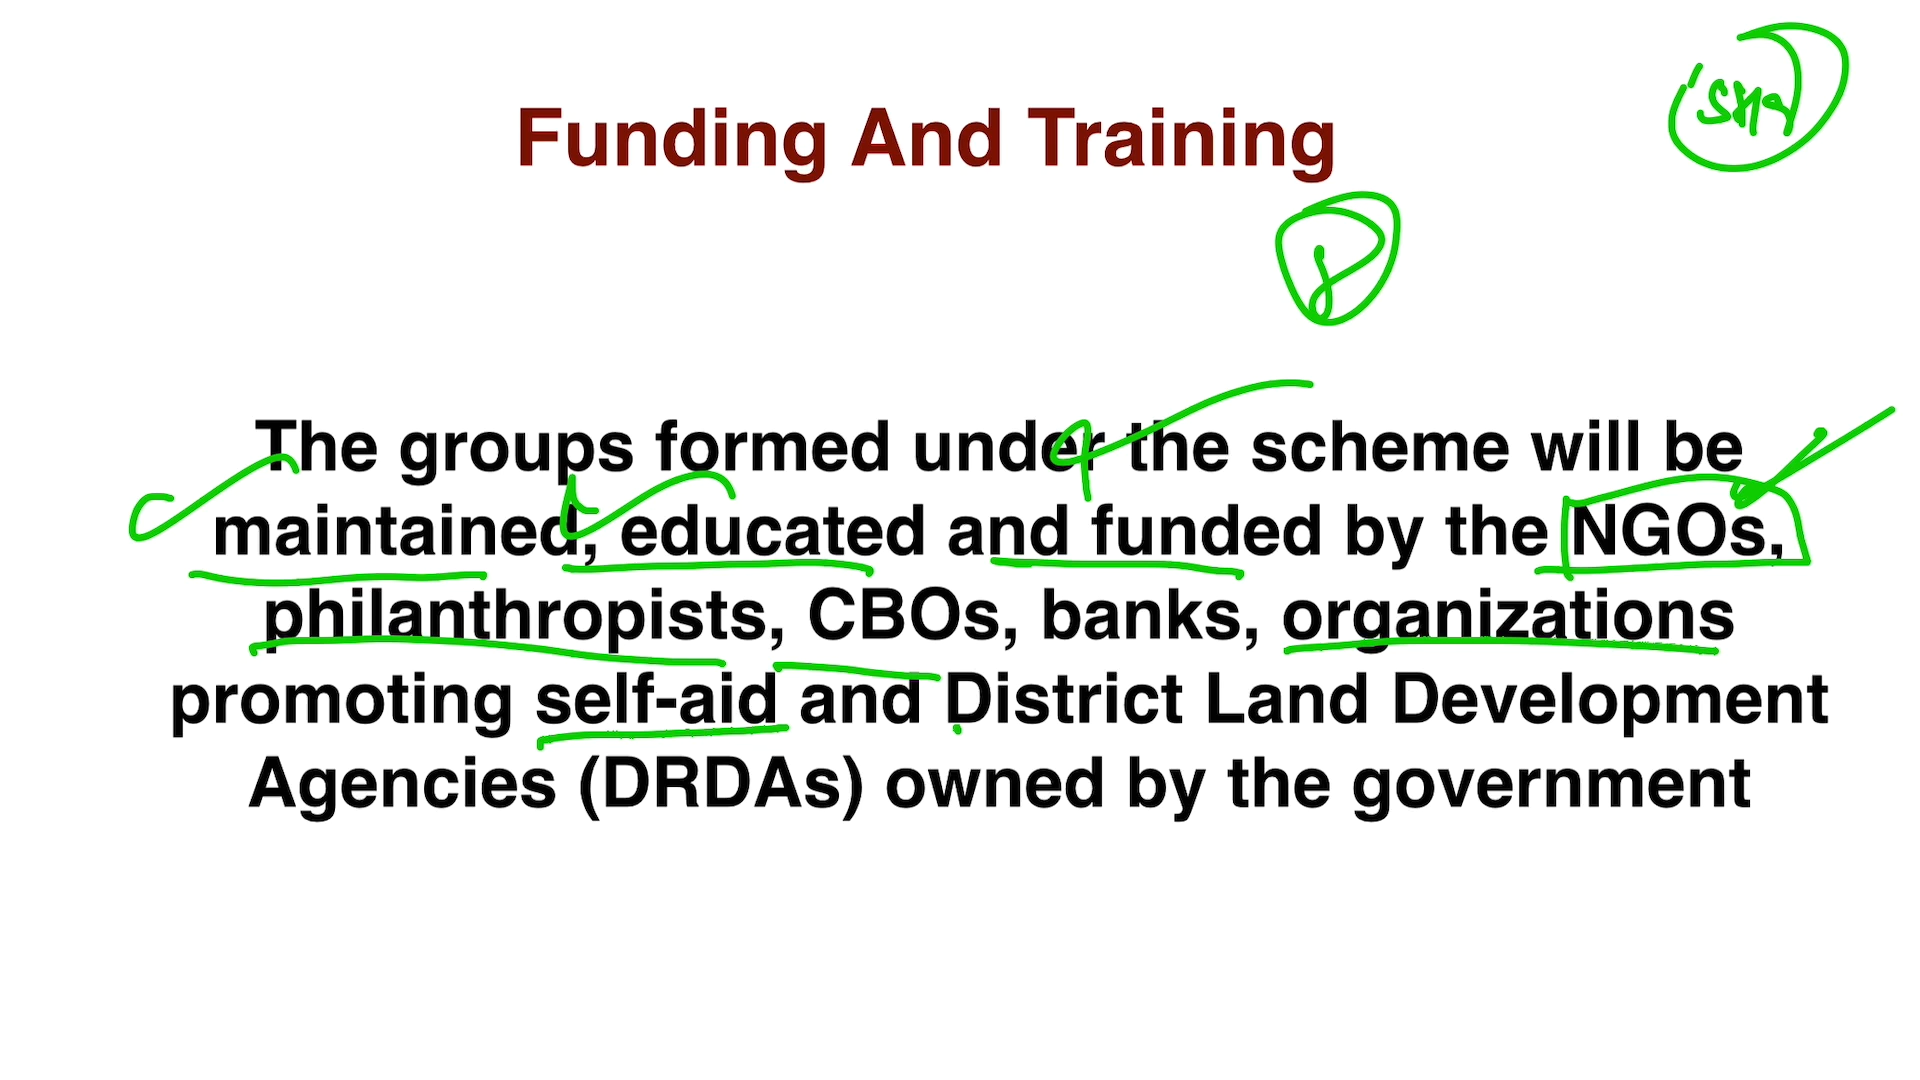 SHG
Funding And Training
The groups formed under the scheme will be
maintained, educated and funded by the NGOs,
philanthropists, CBOs, banks, organizations
promoting self-aid and District Land Development
Agencies (DRDAs) owned by the government